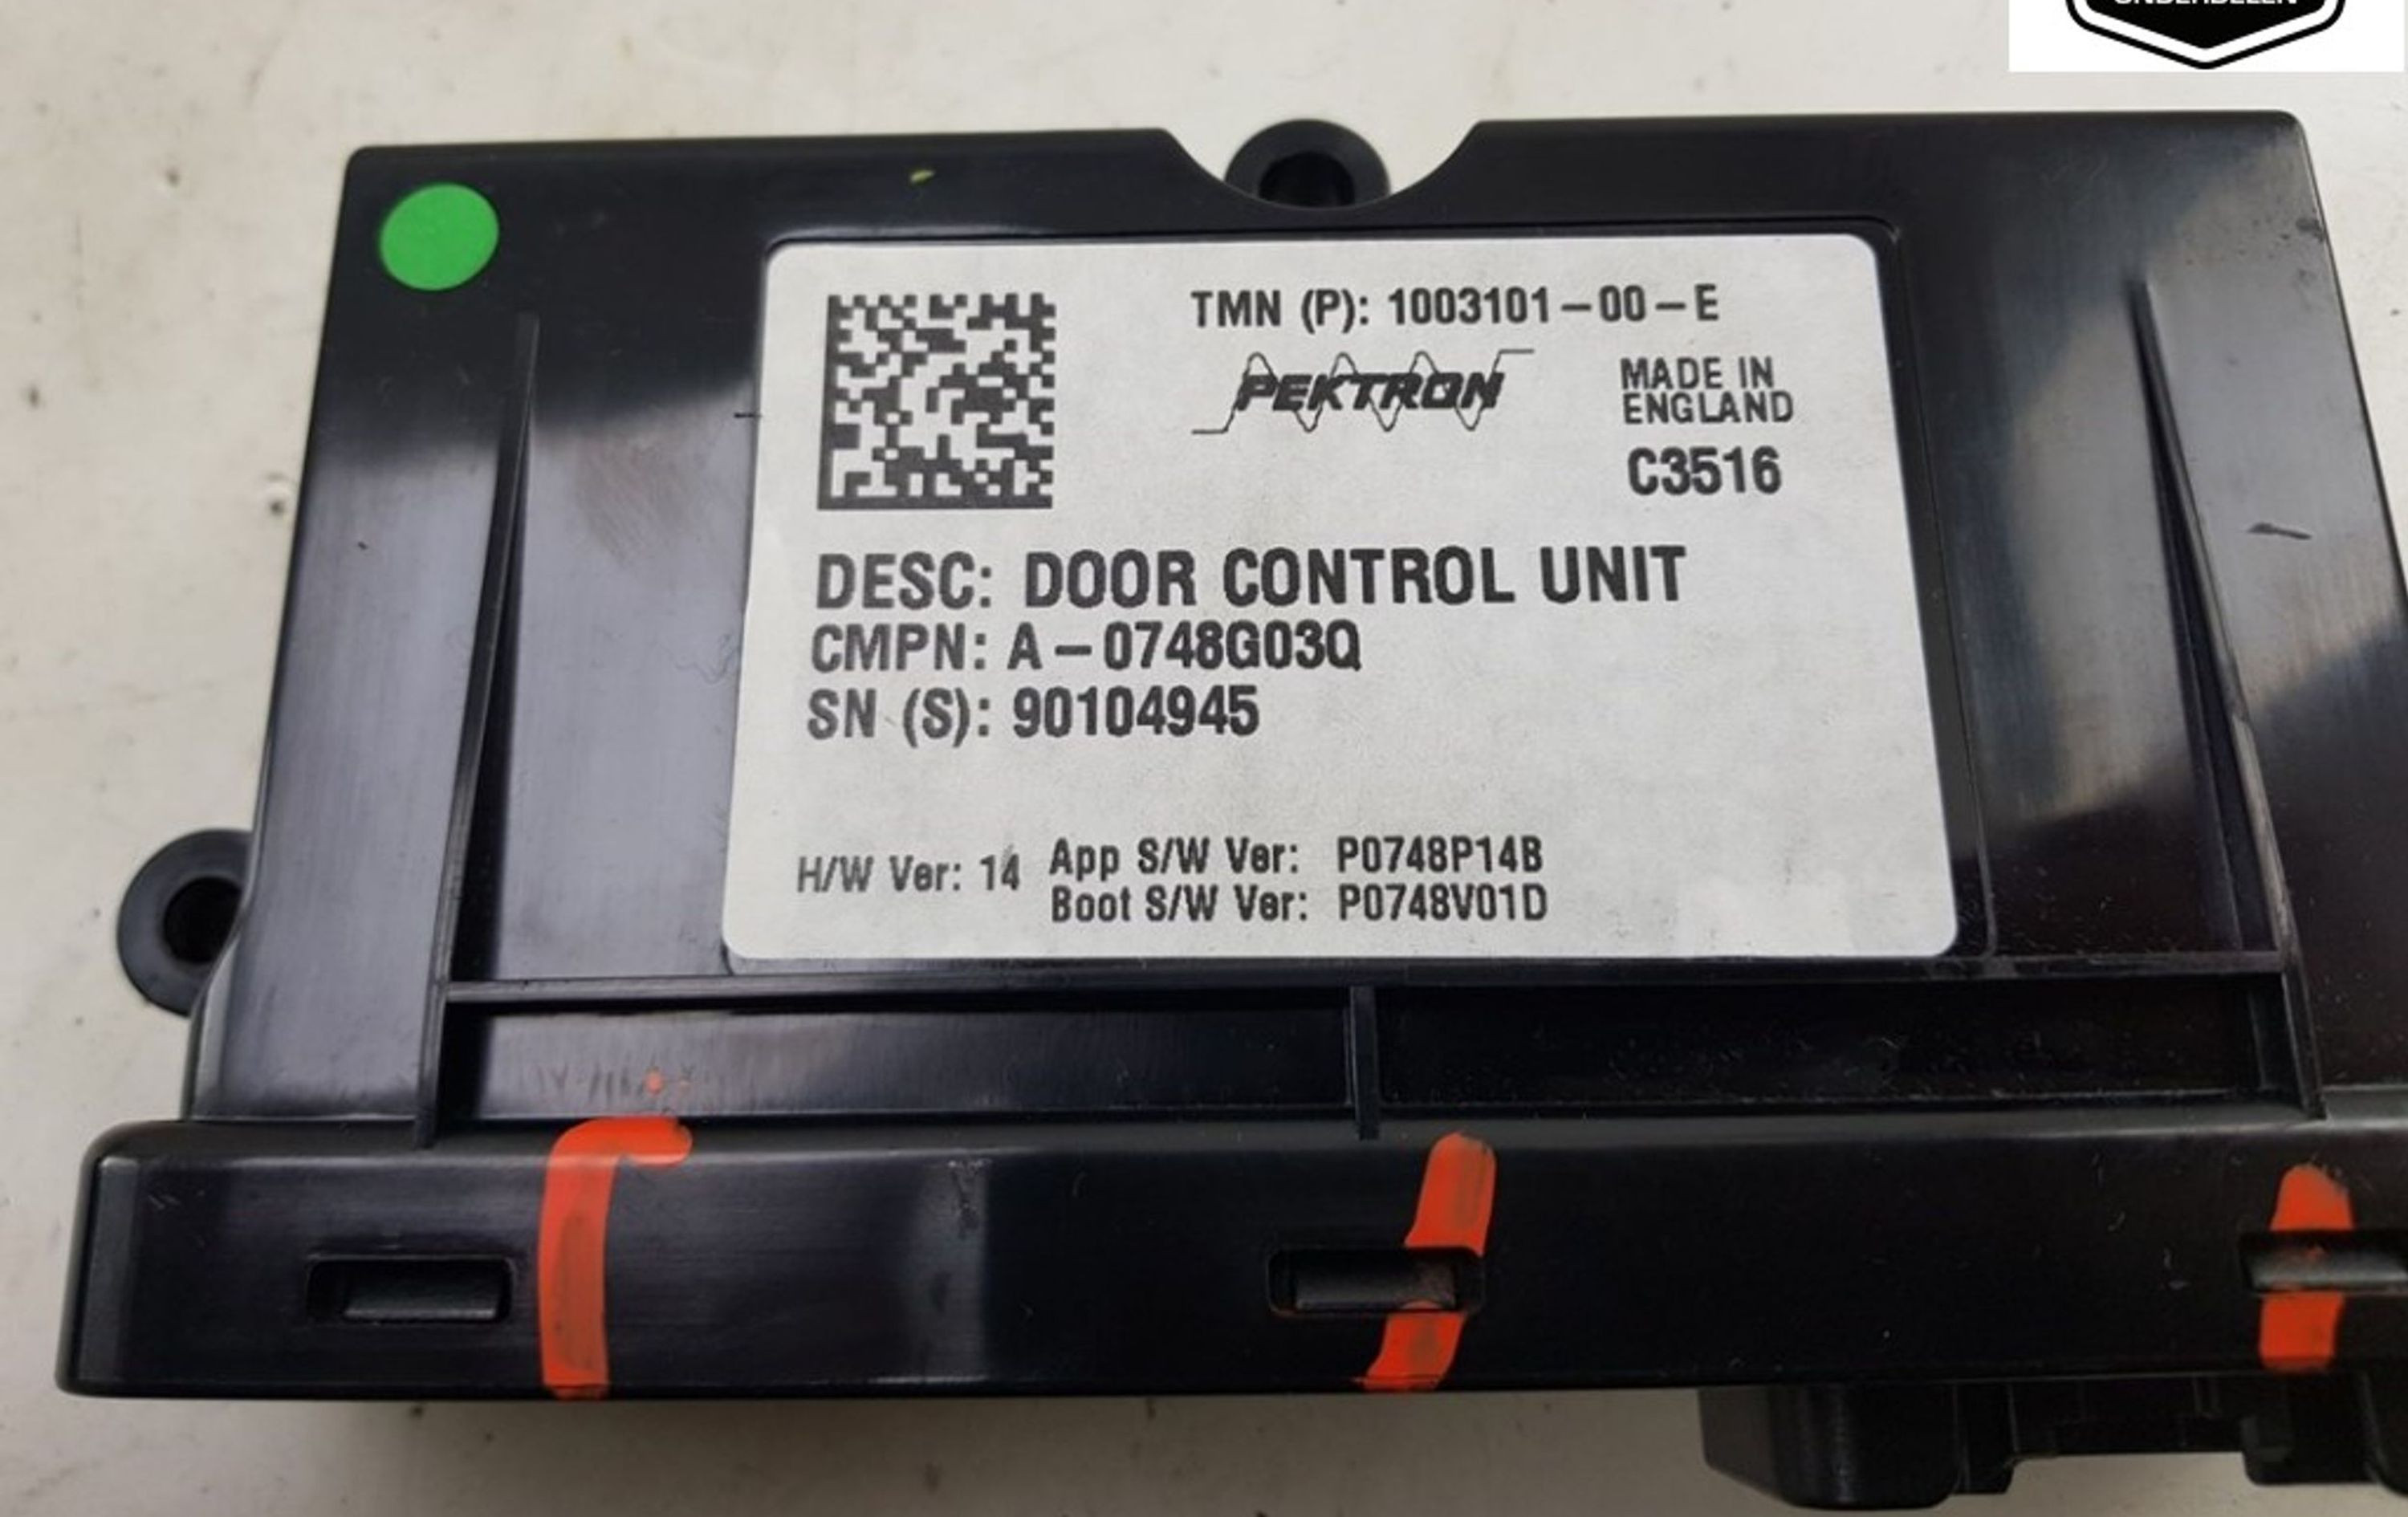 ONDERDELEN
TMN (P): 1003101-00-E
PEKTRON
MADE IN
ENGLAND
C3516
DESC: DOOR CONTROL UNIT
CMPN: A-0748G03Q
SN (S): 90104945
H/W Ver: 14
App S/W Ver: P0748P14B
Boot S/W Ver: P0748V01D